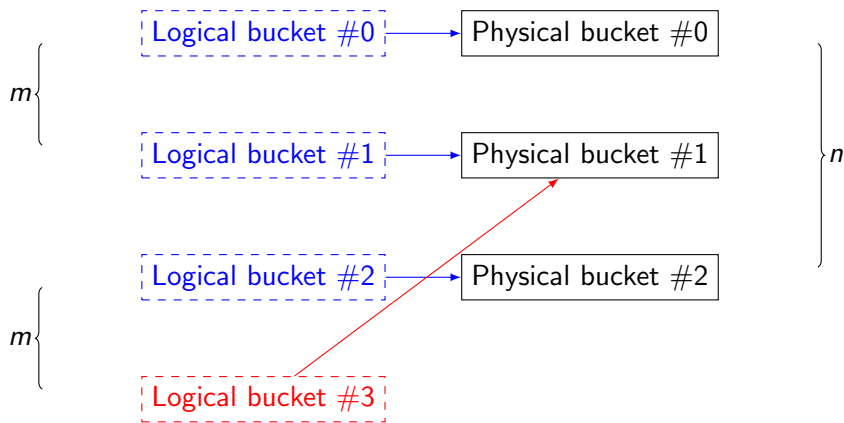 Logical bucket #0 Physical bucket #0
m
Logical bucket #1 Physical bucket #1
n
Logical bucket #2 Physical bucket #2
m
Logical bucket #3